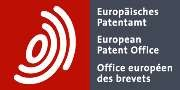 Europäisches
Patentamt
European
Patent Office
Office européen
des brevets